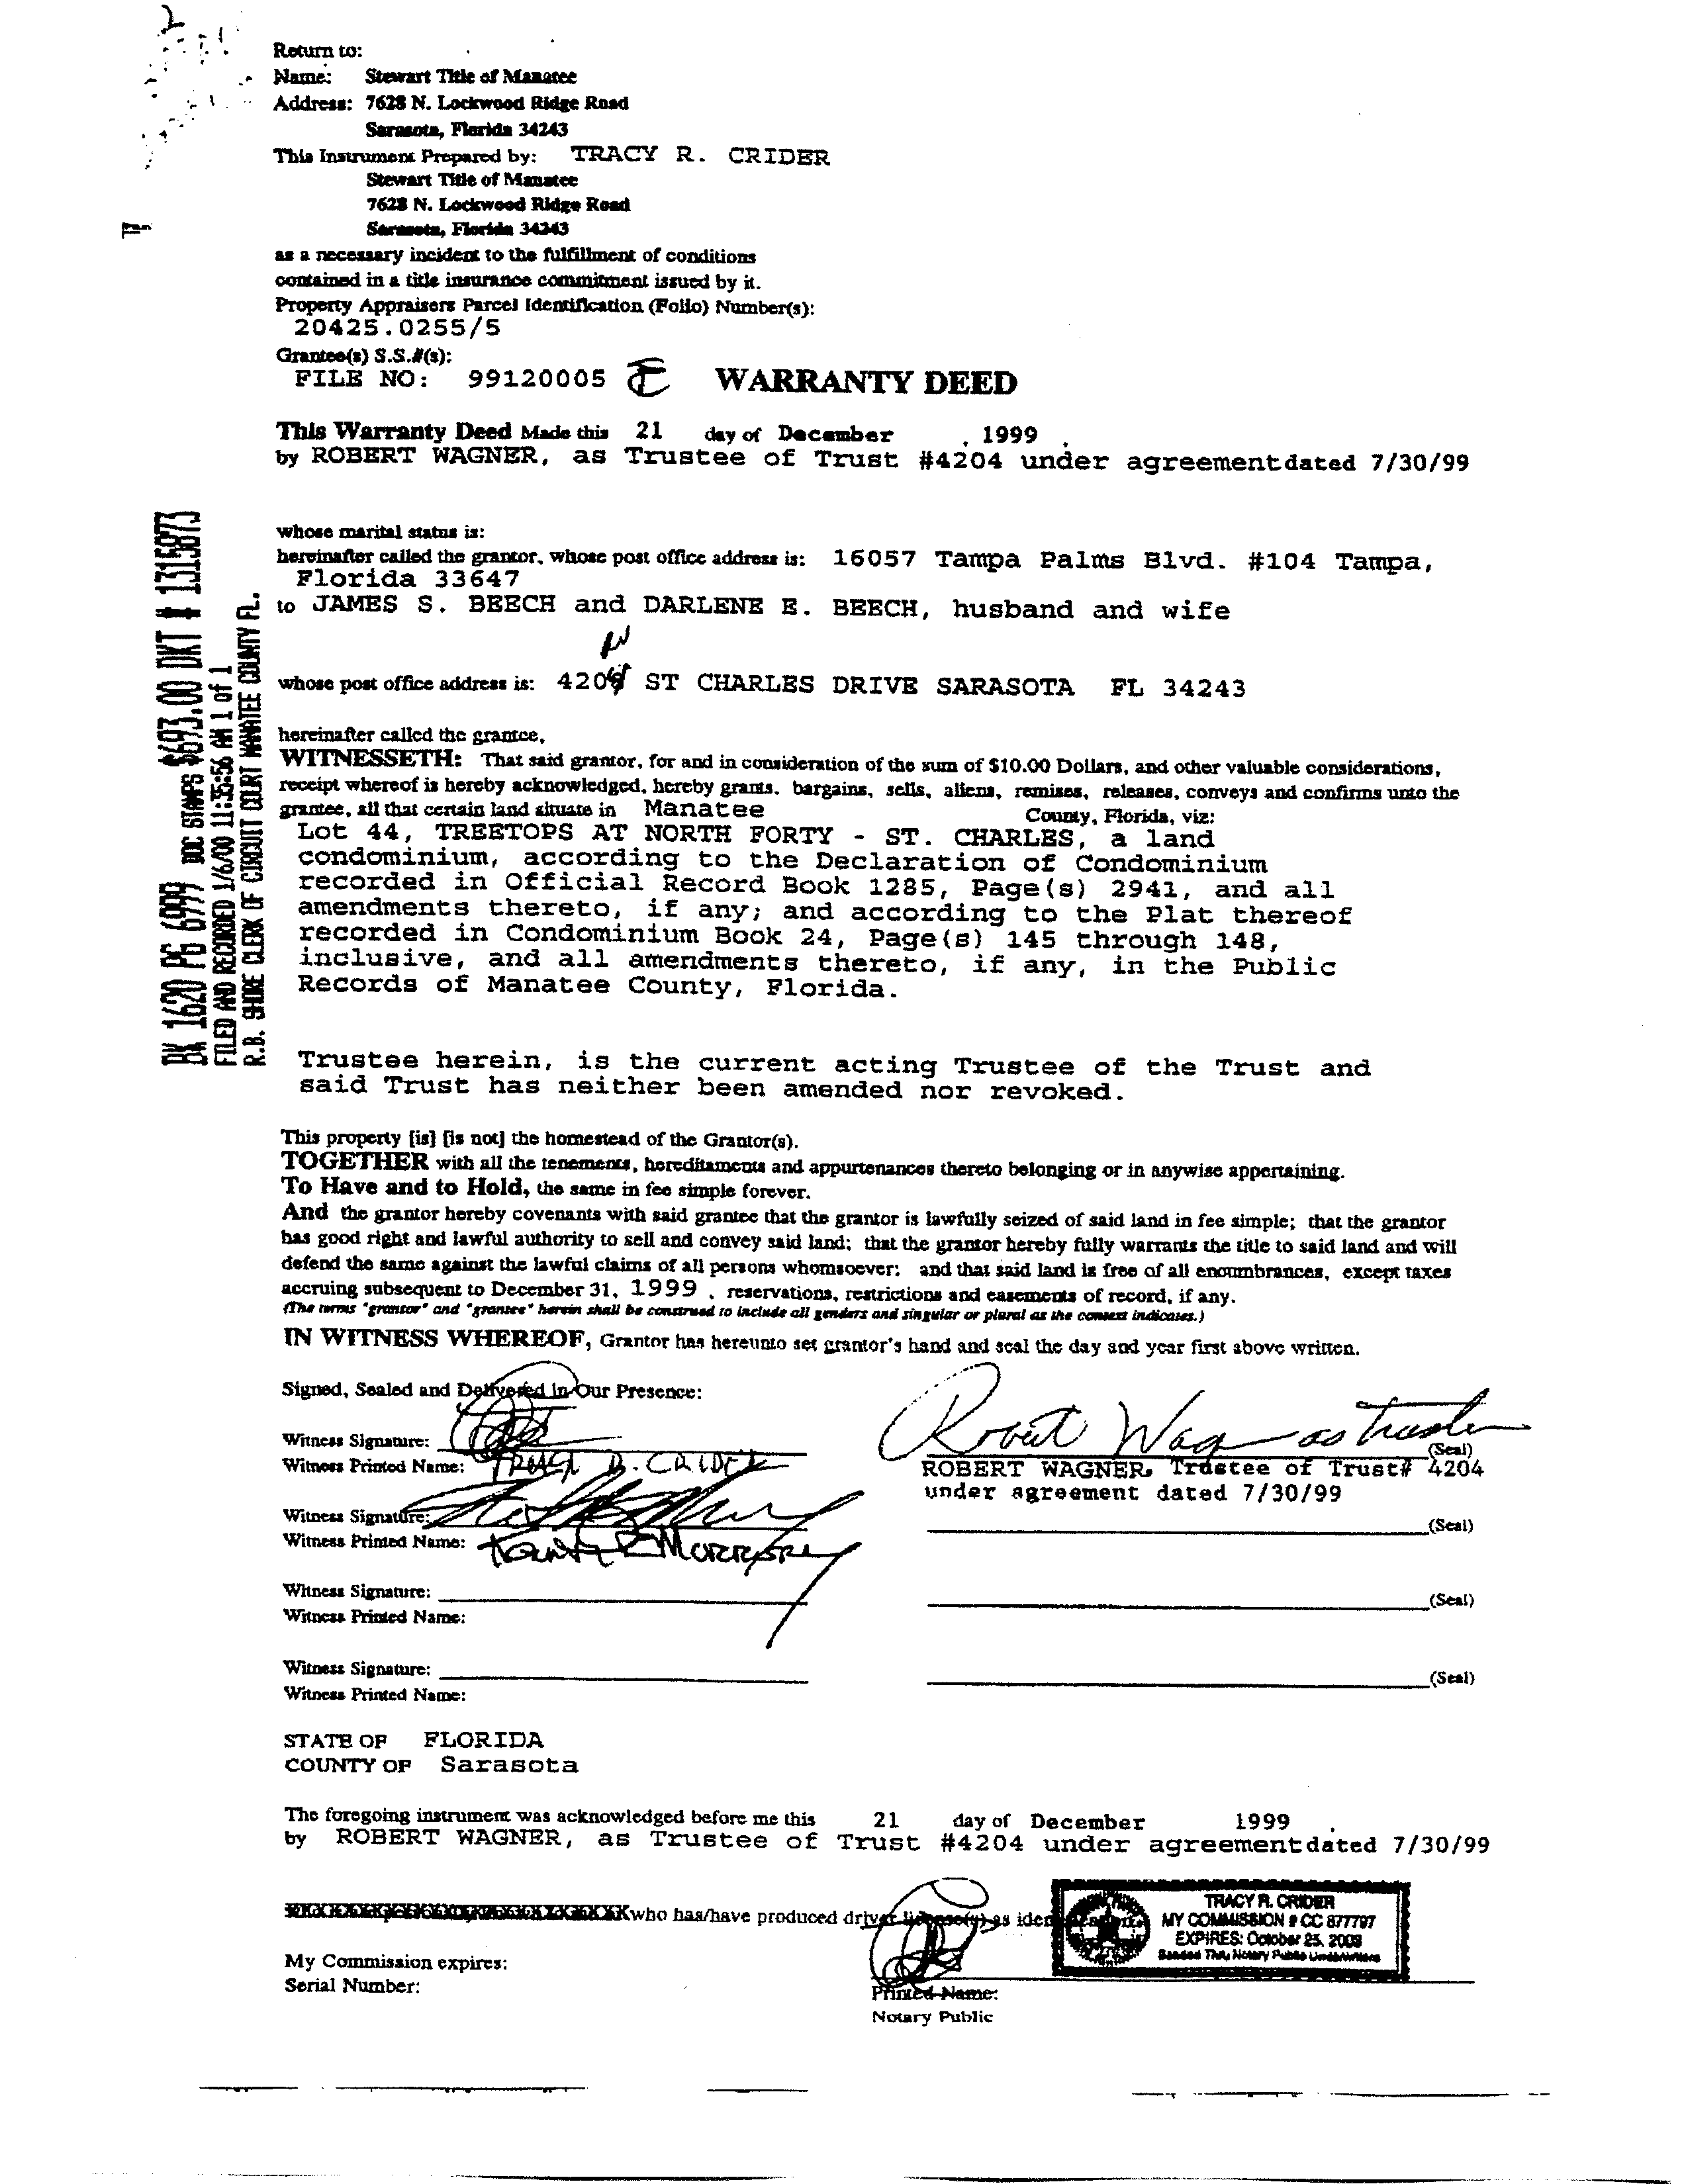 Return to:
Name: Stewart Title of Manatee
Address: 7628 N. Lockwood Ridge Road
Sarasota, Florida 34243
This Instrument Prepared by: TRACY R. CRIDER
Stewart Title of Manatee
7628 N. Lockwood Ridge Road
Sarasota, Florida 34243
as a necessary incident to the fulfillment of conditions
contained in a title insurance commitment issued by it.
Property Appraisers Parcel Identification (Folio) Number(s):
20425.0255/5
Grantee(s) S.S.#(s):
FILE NO: 99120005 WARRANTY DEED
This Warranty Deed Made this 21 day of December , 1999 .
by ROBERT WAGNER, as Trustee of Trust #4204 under agreement dated 7/30/99
whose marital status is:
hereinafter called the grantor, whose post office address is: 16057 Tampa Palms Blvd. #104 Tampa,
Florida 33647
to JAMES S. BEECH and DARLENE E. BEECH, husband and wife
whose post office address is: ST CHARLES DRIVE SARASOTA FL 34243
hereinafter called the grantee,
WITNESSETH: That said grantor, for and in consideration of the sum of $10.00 Dollars, and other valuable considerations,
receipt whereof is hereby acknowledged, hereby grants, bargains, sells, aliens, remises, releases, conveys and confirms unto the
grantee, all that certain land situate in Manatee County, Florida, viz:
Lot 44, TREETOPS AT NORTH FORTY - ST. CHARLES, a land
condominium, according to the Declaration of Condominium
recorded in Official Record Book 1285, Page(s) 2941, and all
amendments thereto, if any; and according to the Plat thereof
recorded in Condominium Book 24, Page(s) 145 through 148,
inclusive, and all amendments thereto, if any, in the Public
Records of Manatee County, Florida.
Trustee herein, is the current acting Trustee of the Trust and
said Trust has neither been amended nor revoked.
This property [is] [is not] the homestead of the Grantor(s).
TOGETHER with all the tenements, hereditaments and appurtenances thereto belonging or in anywise appertaining.
To Have and to Hold, the same in fee simple forever.
And the grantor hereby covenants with said grantee that the grantor is lawfully seized of said land in fee simple; that the grantor
has good right and lawful authority to sell and convey said land; that the grantor hereby fully warrants the title to said land and will
defend the same against the lawful claims of all persons whomsoever: and that said land is free of all encumbrances, except taxes
accruing subsequent to December 31, 1999 , reservations, restrictions and easements of record, if any.
(The terms "grantor" and "grantee" herein shall be construed to include all genders and singular or plural as the context indicates.)
IN WITNESS WHEREOF, Grantor has hereunto set grantor's hand and seal the day and year first above written.
Signed, Sealed and Delivered in Our Presence:
Robert Wag as trustee
Witness Signature: (Seal)
Witness Printed Name: TRACY R. CRIDER ROBERT WAGNER, Trustee of Trust# 4204
under agreement dated 7/30/99
Witness Signature: (Seal)
Witness Printed Name:
Witness Signature: (Seal)
Witness Printed Name:
Witness Signature: (Seal)
Witness Printed Name:
STATE OF FLORIDA
COUNTY OF Sarasota
The foregoing instrument was acknowledged before me this 21 day of December 1999 .
by ROBERT WAGNER, as Trustee of Trust #4204 under agreement dated 7/30/99
who has/have produced driver license(s) as identification.
TRACY R. CRIDER
MY COMMISSION # CC 877797
EXPIRES: October 25, 2003
Bonded Thru Notary Public Underwriters
My Commission expires:
Serial Number:
Printed Name:
Notary Public
BK 1620 PG DOC STAMPS $693.00 DKT # 1315873
FILED AND RECORDED 1/6/00 11:35:56 AM 1 of 1
R.B. SHORE CLERK OF CIRCUIT COURT MANATEE COUNTY FL.